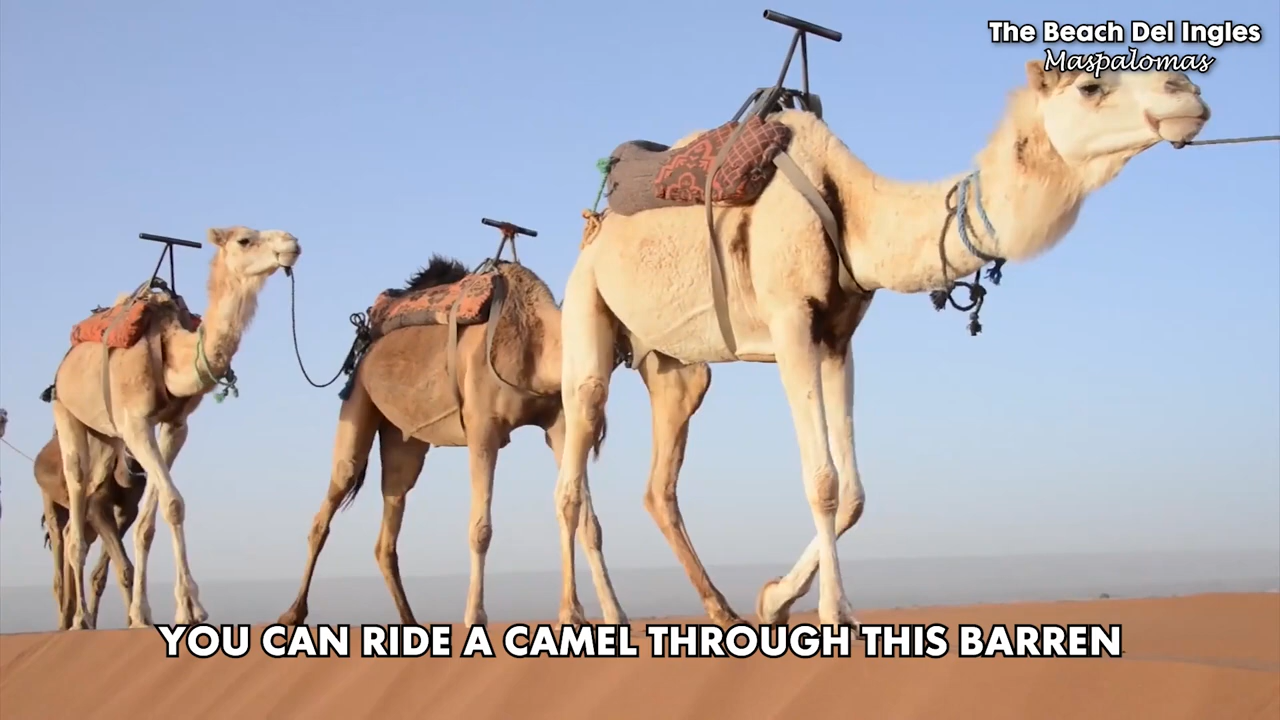 The Beach Del Ingles
Maspalomas
YOU CAN RIDE A CAMEL THROUGH THIS BARREN